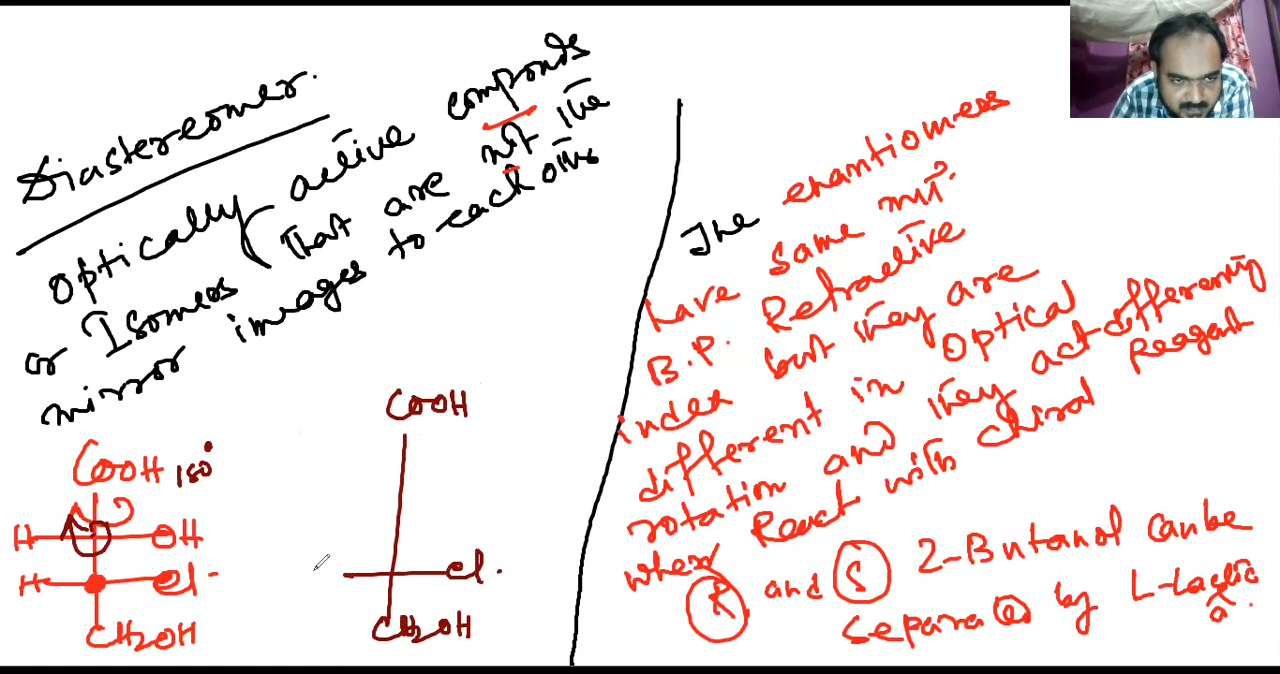 Diastereomer.
Optically active compounds
or Isomers that are not the
mirror images to each others
COOH 180°
H OH
H Cl
CH2OH
COOH
Cl.
CH2OH
The enantiomers
have same M.P.
B.P. Refractive
index but they are
different in Optical
rotation and they act differently
when React with chiral Reagent
R and S 2-Butanol can be
separated by L-lactic
a.